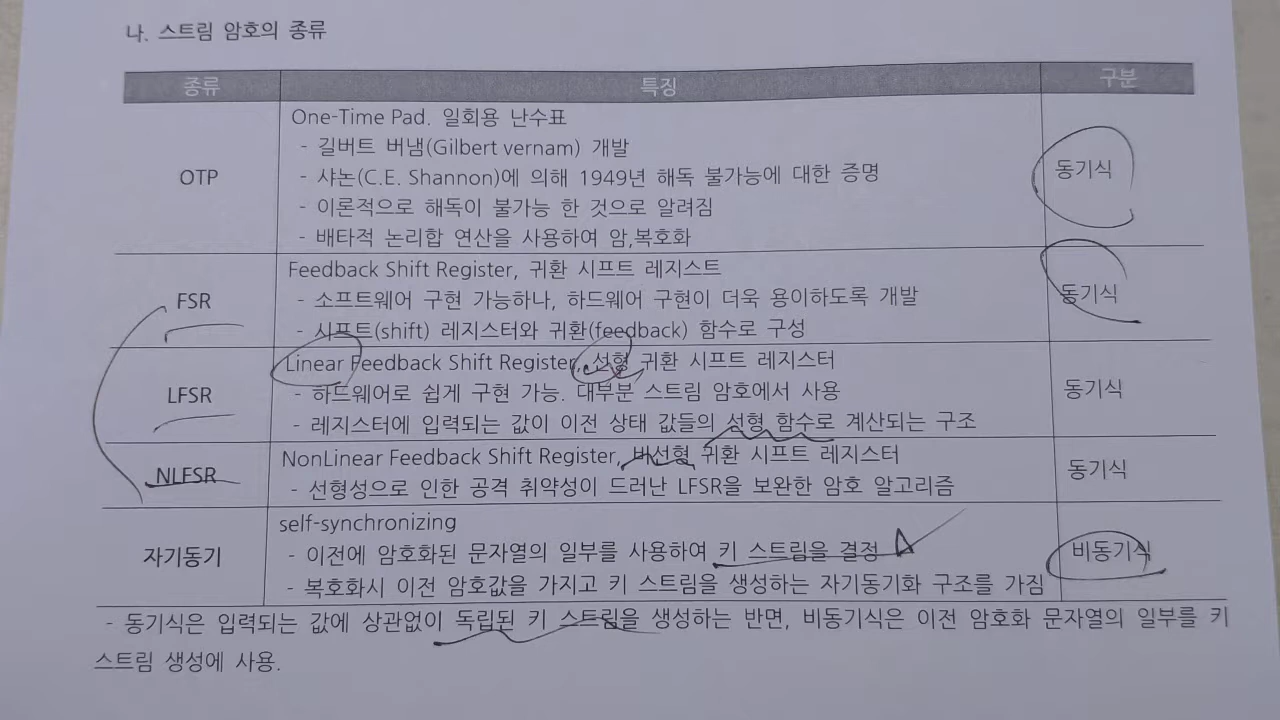 나. 스트림 암호의 종류
종류 특징 구분
One-Time Pad. 일회용 난수표
- 길버트 버냄(Gilbert vernam) 개발
OTP - 샤논(C.E. Shannon)에 의해 1949년 해독 불가능에 대한 증명 동기식
- 이론적으로 해독이 불가능 한 것으로 알려짐
- 배타적 논리합 연산을 사용하여 암,복호화
Feedback Shift Register, 귀환 시프트 레지스트
FSR - 소프트웨어 구현 가능하나, 하드웨어 구현이 더욱 용이하도록 개발 동기식
- 시프트(shift) 레지스터와 귀환(feedback) 함수로 구성
Linear Feedback Shift Register, 선형 귀환 시프트 레지스터
LFSR - 하드웨어로 쉽게 구현 가능. 대부분 스트림 암호에서 사용 동기식
- 레지스터에 입력되는 값이 이전 상태 값들의 선형 함수로 계산되는 구조
NonLinear Feedback Shift Register, 비선형 귀환 시프트 레지스터
NLFSR - 선형성으로 인한 공격 취약성이 드러난 LFSR을 보완한 암호 알고리즘 동기식
self-synchronizing
자기동기 - 이전에 암호화된 문자열의 일부를 사용하여 키 스트림을 결정 비동기식
- 복호화시 이전 암호값을 가지고 키 스트림을 생성하는 자기동기화 구조를 가짐
- 동기식은 입력되는 값에 상관없이 독립된 키 스트림을 생성하는 반면, 비동기식은 이전 암호화 문자열의 일부를 키
스트림 생성에 사용.